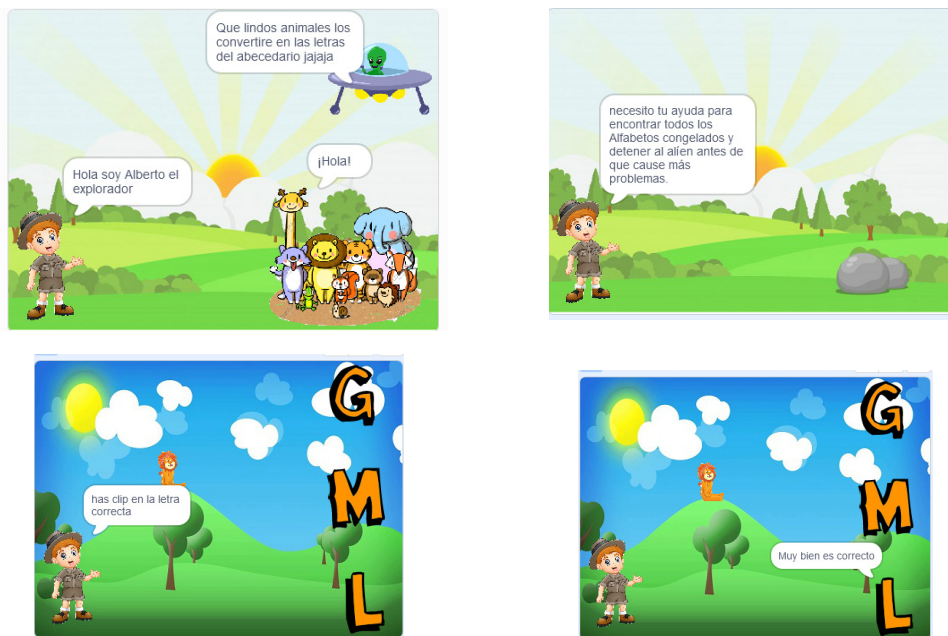 Que lindos animales los
convertire en las letras
del abecedario jajaja
Hola soy Alberto el
explorador
¡Hola!
necesito tu ayuda para
encontrar todos los
Alfabetos congelados y
detener al alíen antes de
que cause más
problemas.
G
M
L
has clip en la letra
correcta
G
M
L
Muy bien es correcto